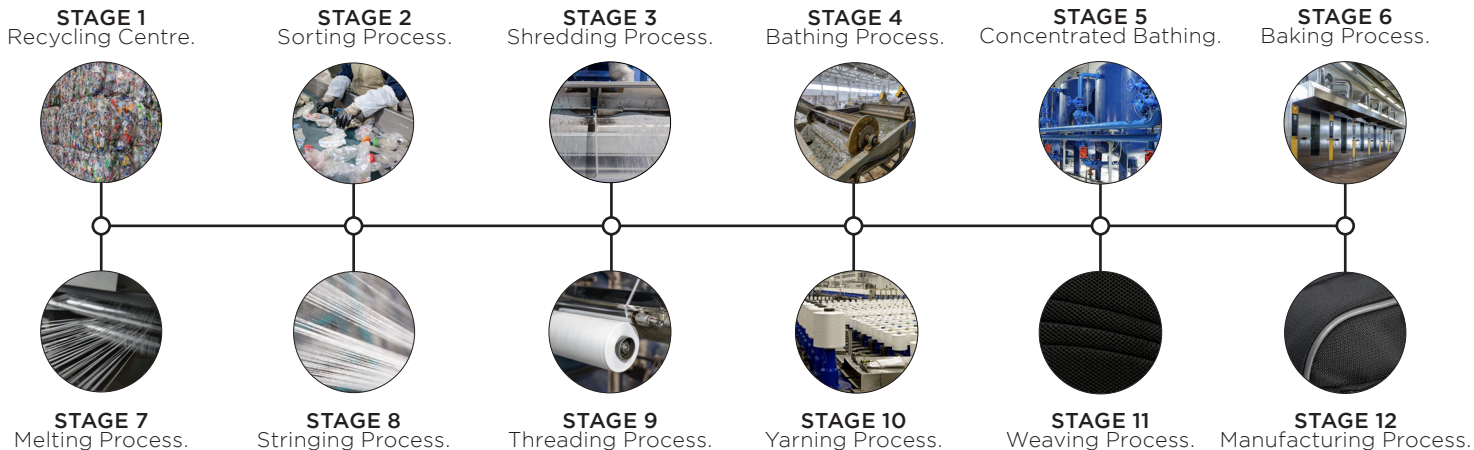 STAGE 1
Recycling Centre.
STAGE 2
Sorting Process.
STAGE 3
Shredding Process.
STAGE 4
Bathing Process.
STAGE 5
Concentrated Bathing.
STAGE 6
Baking Process.
STAGE 7
Melting Process.
STAGE 8
Stringing Process.
STAGE 9
Threading Process.
STAGE 10
Yarning Process.
STAGE 11
Weaving Process.
STAGE 12
Manufacturing Process.